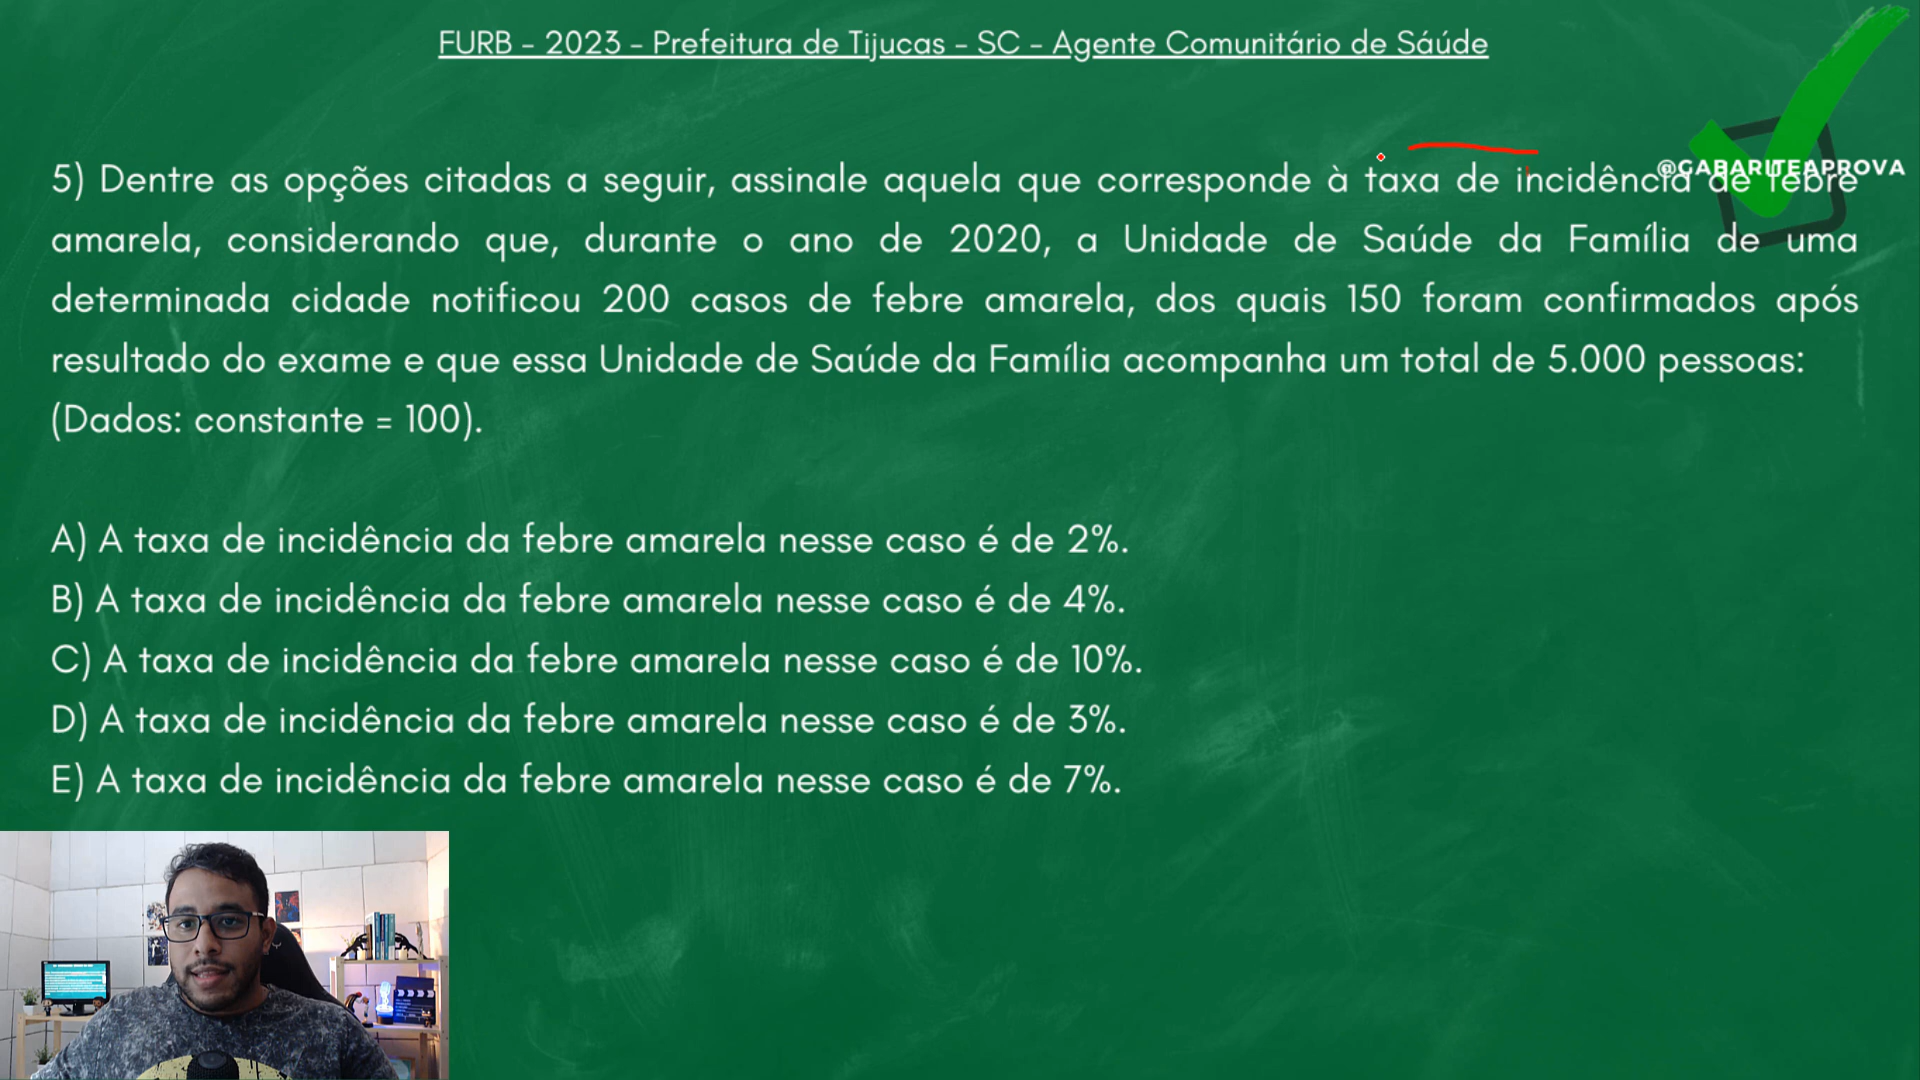 FURB - 2023 - Prefeitura de Tijucas - SC - Agente Comunitário de Sáúde
5) Dentre as opções citadas a seguir, assinale aquela que corresponde à taxa de incidência de febre
@GABARITEAPROVA
amarela, considerando que, durante o ano de 2020, a Unidade de Saúde da Família de uma
determinada cidade notificou 200 casos de febre amarela, dos quais 150 foram confirmados após
resultado do exame e que essa Unidade de Saúde da Família acompanha um total de 5.000 pessoas:
(Dados: constante = 100).
A) A taxa de incidência da febre amarela nesse caso é de 2%.
B) A taxa de incidência da febre amarela nesse caso é de 4%.
C) A taxa de incidência da febre amarela nesse caso é de 10%.
D) A taxa de incidência da febre amarela nesse caso é de 3%.
E) A taxa de incidência da febre amarela nesse caso é de 7%.